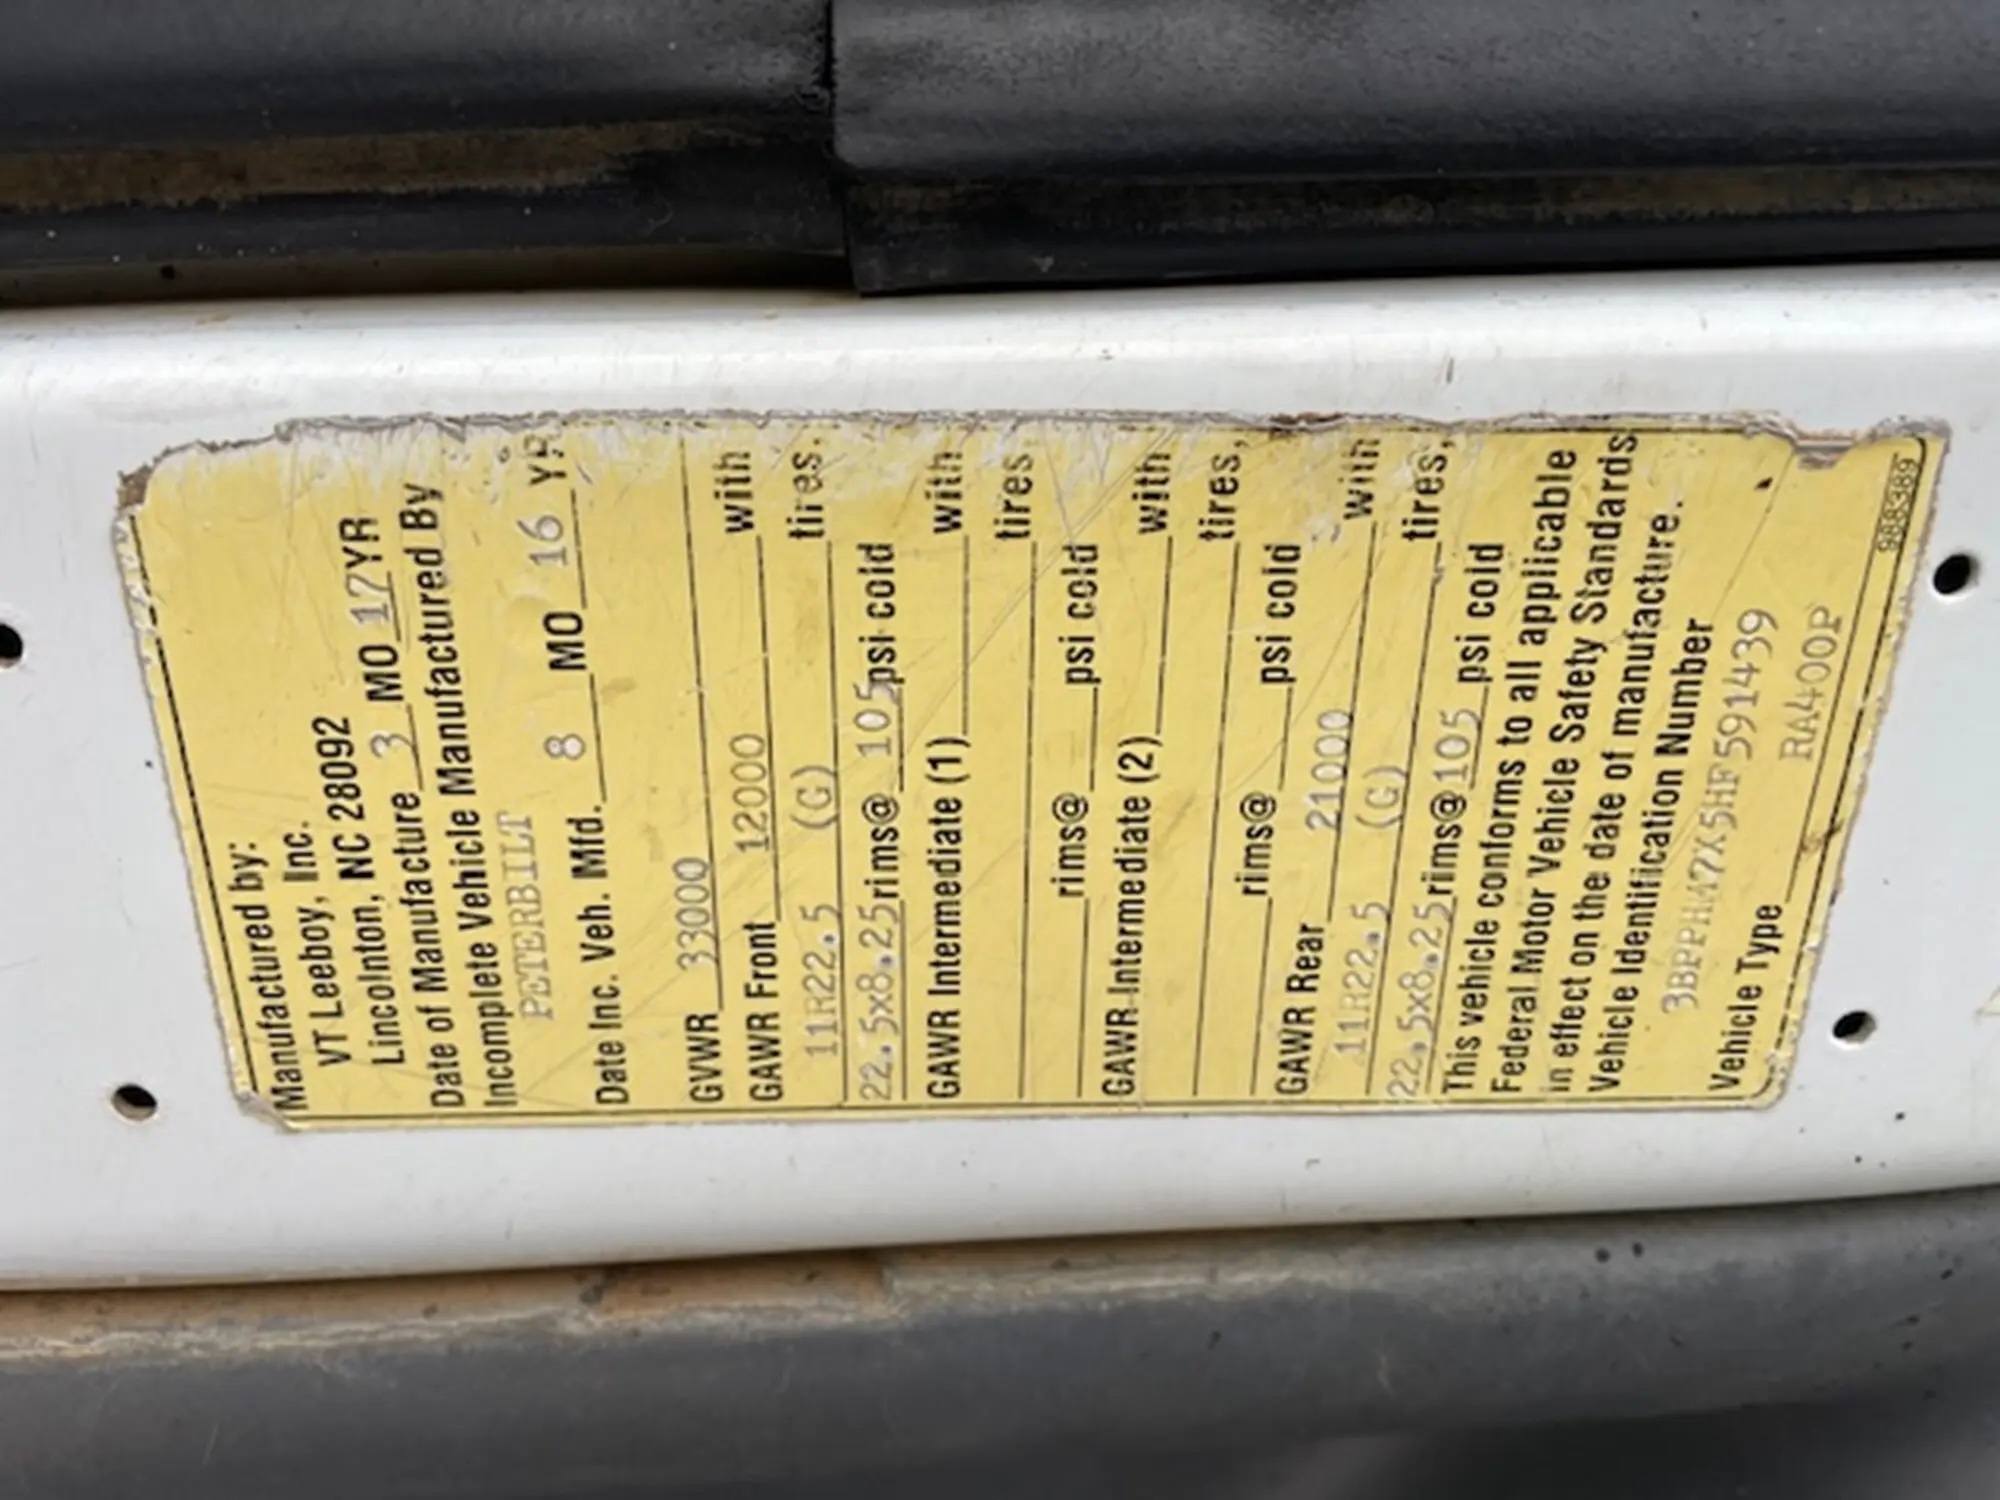 Manufactured by:
VT Leeboy, Inc.
Lincolnton, NC 28092
Date of Manufacture 3 MO 17 YR
Incomplete Vehicle Manufactured By
PETERBILT
Date Inc. Veh. Mfd. 8 MO 16 YR
GVWR 33000
GAWR Front 12000 with
11R22.5 (G) tires.
22.5x8.25 rims@ 105 psi cold
GAWR Intermediate (1) with
tires
rims@ psi cold
GAWR Intermediate (2) with
tires,
rims@ psi cold
GAWR Rear 21000 with
11R22.5 (G) tires,
22.5x8.25 rims@ 105 psi cold
This vehicle conforms to all applicable
Federal Motor Vehicle Safety Standards
in effect on the date of manufacture.
Vehicle Identification Number
3BPPHM7X5HF591439
Vehicle Type RA400P
988389